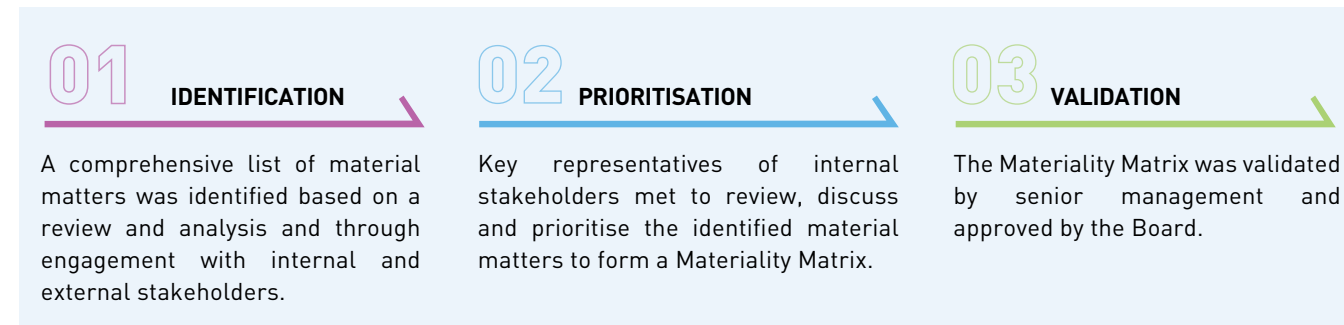 01 IDENTIFICATION
A comprehensive list of material
matters was identified based on a
review and analysis and through
engagement with internal and
external stakeholders.
02 PRIORITISATION
Key representatives of internal
stakeholders met to review, discuss
and prioritise the identified material
matters to form a Materiality Matrix.
03 VALIDATION
The Materiality Matrix was validated
by senior management and
approved by the Board.